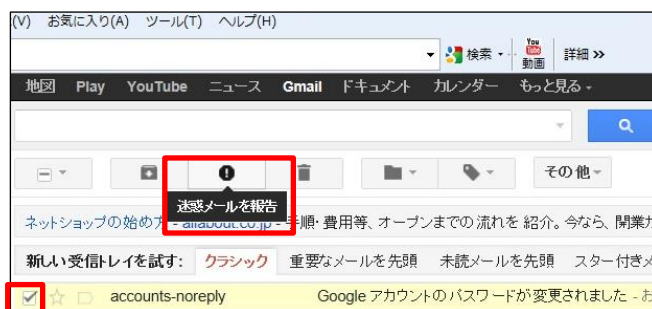 (V) お気に入り(A) ツール(T) ヘルプ(H)
検索 You Tube 動画 詳細 »
地図 Play YouTube ニュース Gmail ドキュメント カレンダー もっと見る
その他
迷惑メールを報告
ネットショップの始め方 - allabout.co.jp - 手順・費用等、オープンまでの流れを 紹介。今なら、開業
新しい受信トレイを試す: クラシック 重要なメールを先頭 未読メールを先頭 スター付き
accounts-noreply Google アカウントのパスワードが変更されました - お